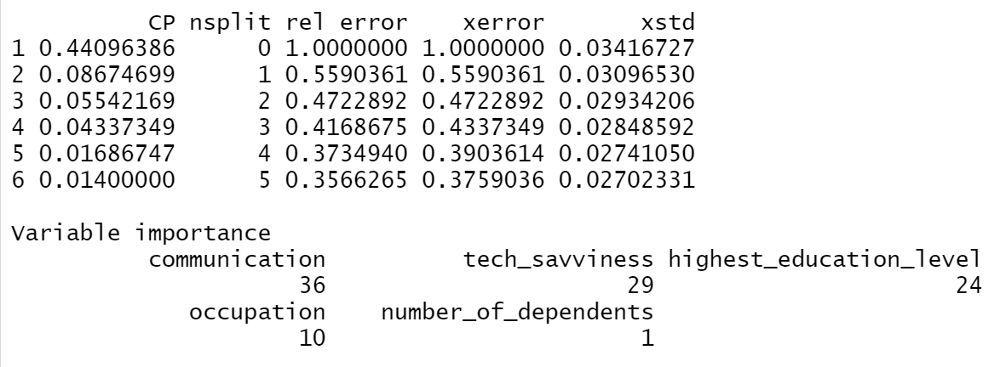 CP nsplit rel error xerror xstd
1 0.44096386 0 1.0000000 1.0000000 0.03416727
2 0.08674699 1 0.5590361 0.5590361 0.03096530
3 0.05542169 2 0.4722892 0.4722892 0.02934206
4 0.04337349 3 0.4168675 0.4337349 0.02848592
5 0.01686747 4 0.3734940 0.3903614 0.02741050
6 0.01400000 5 0.3566265 0.3759036 0.02702331
Variable importance
communication tech_savviness highest_education_level
36 29 24
occupation number_of_dependents
10 1